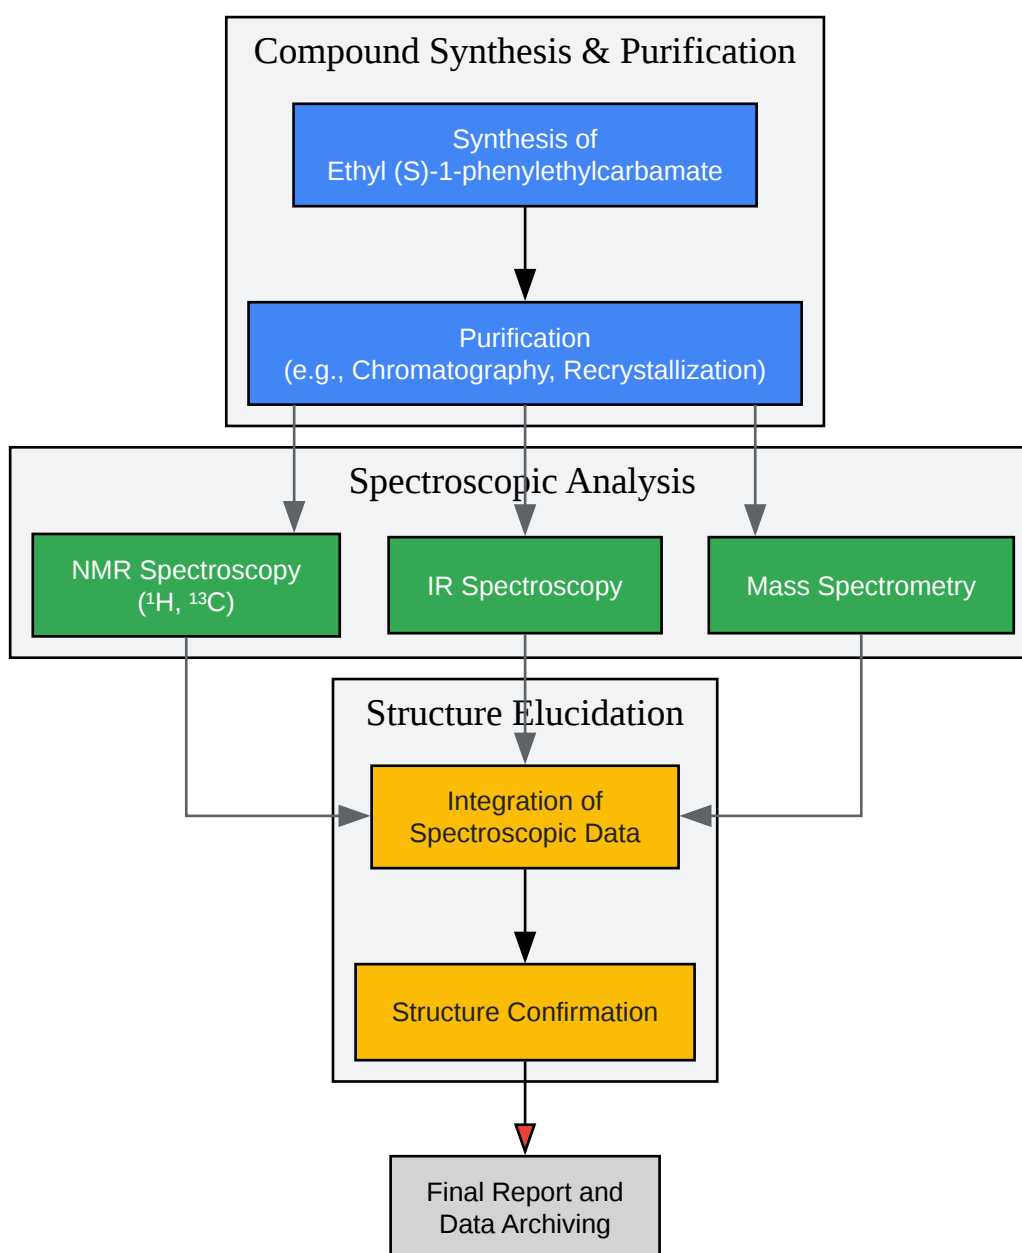 Compound Synthesis & Purification
Synthesis of
Ethyl (S)-1-phenylethylcarbamate
Purification
(e.g., Chromatography, Recrystallization)
Spectroscopic Analysis
NMR Spectroscopy
(¹H, ¹³C)
IR Spectroscopy
Mass Spectrometry
Structure Elucidation
Integration of
Spectroscopic Data
Structure Confirmation
Final Report and
Data Archiving